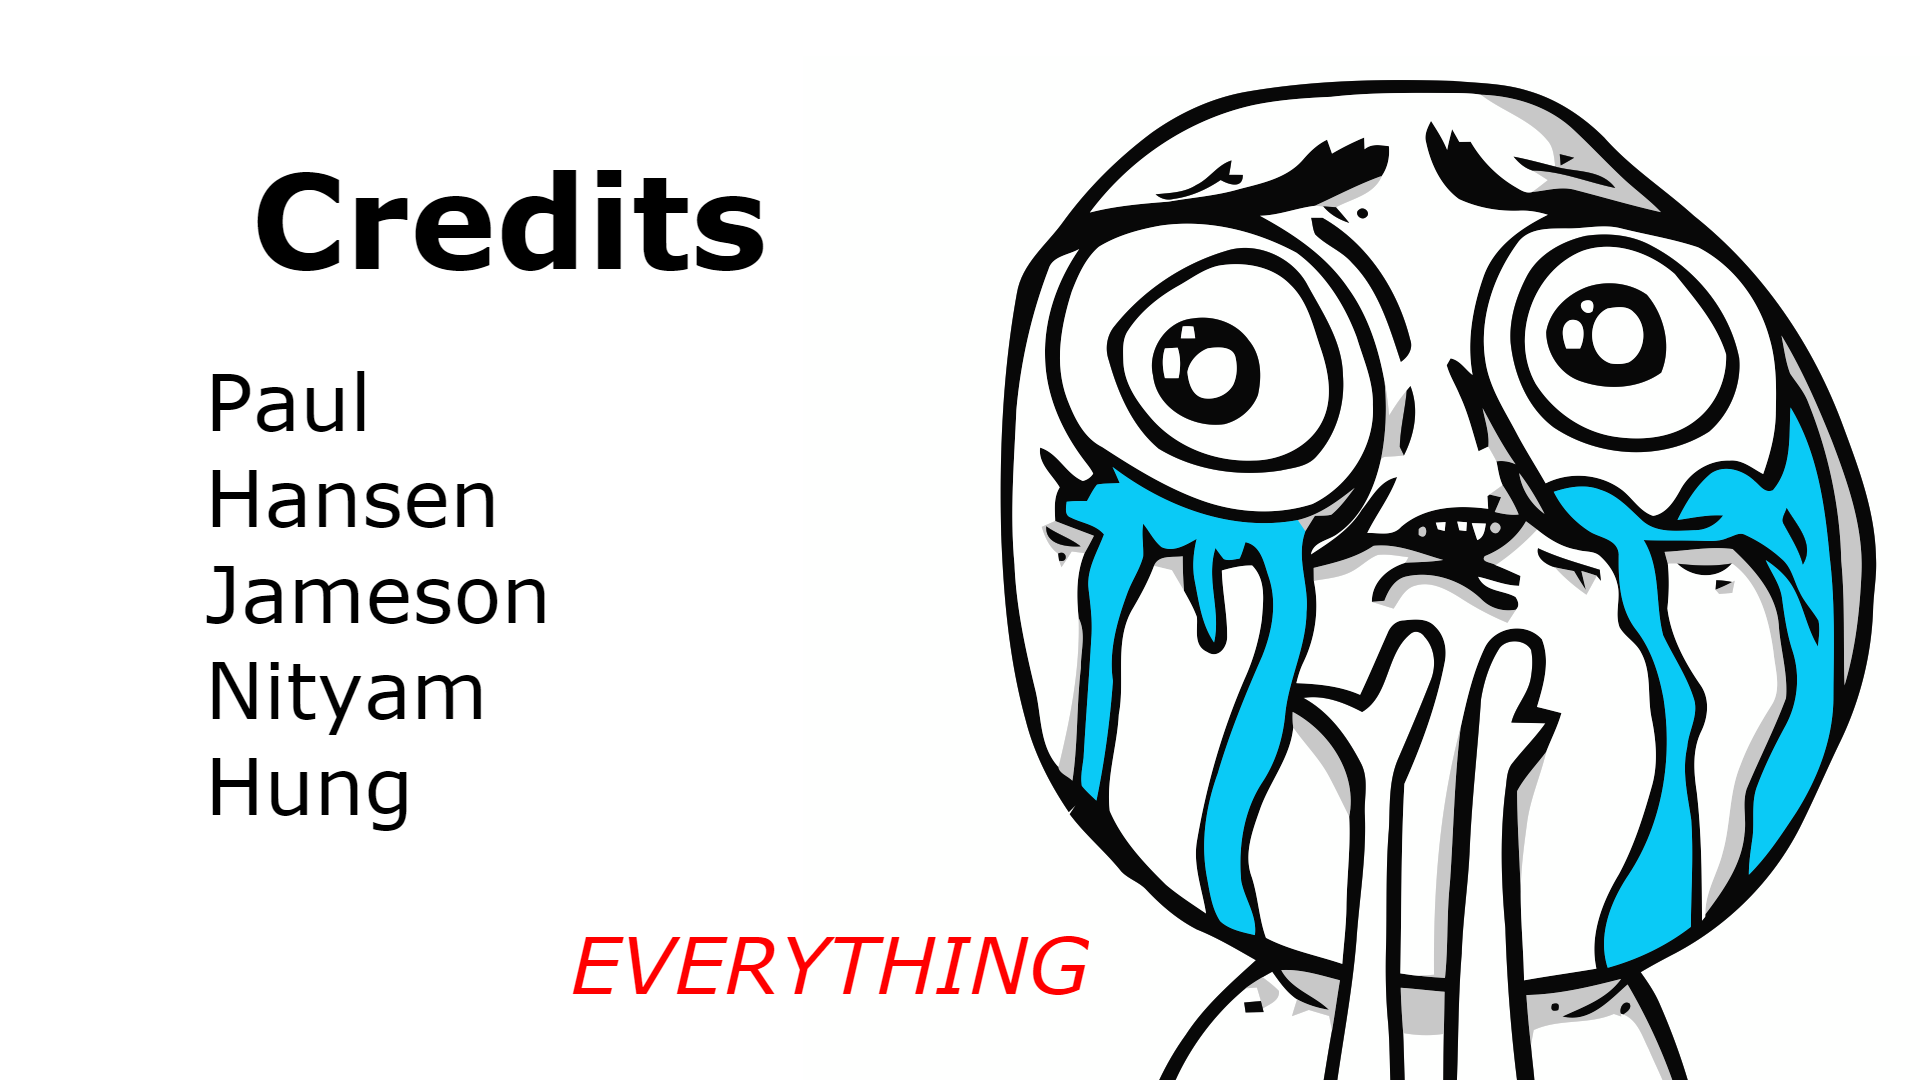 Credits
Paul
Hansen
Jameson
Nityam
Hung
EVERYTHING